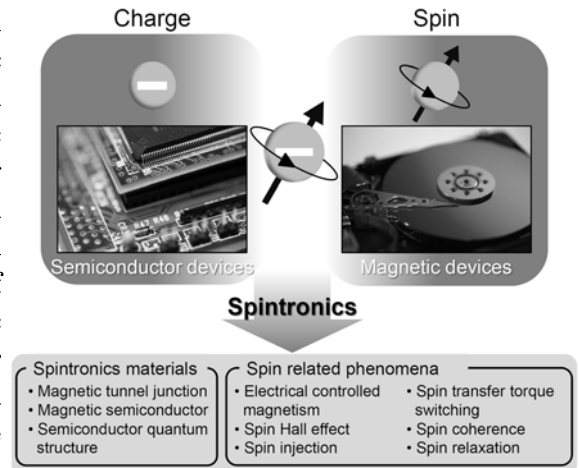 Charge
Spin
Semiconductor devices
Magnetic devices
Spintronics
Spintronics materials
• Magnetic tunnel junction
• Magnetic semiconductor
• Semiconductor quantum
structure
Spin related phenomena
• Electrical controlled
magnetism
• Spin Hall effect
• Spin injection
• Spin transfer torque
switching
• Spin coherence
• Spin relaxation